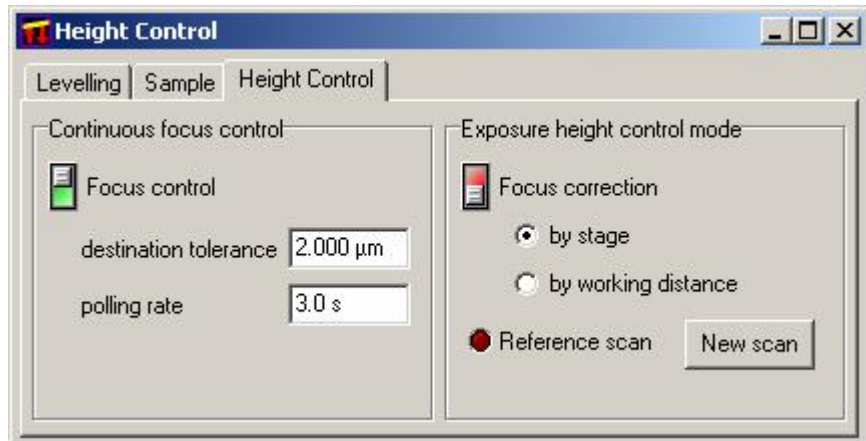 Height Control
Levelling Sample Height Control
Continuous focus control
Focus control
destination tolerance 2.000 µm
polling rate 3.0 s
Exposure height control mode
Focus correction
by stage
by working distance
Reference scan New scan